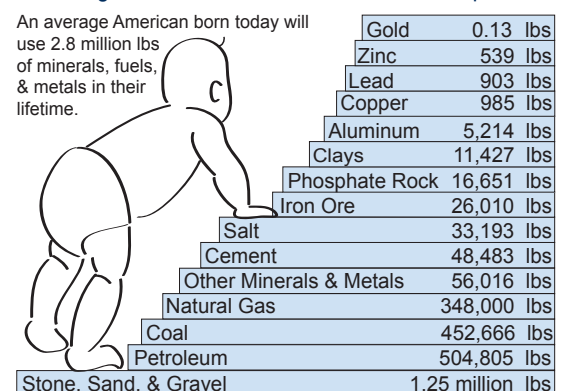 An average American born today will
use 2.8 million lbs
of minerals, fuels,
& metals in their
lifetime.
Gold 0.13 lbs
Zinc 539 lbs
Lead 903 lbs
Copper 985 lbs
Aluminum 5,214 lbs
Clays 11,427 lbs
Phosphate Rock 16,651 lbs
Iron Ore 26,010 lbs
Salt 33,193 lbs
Cement 48,483 lbs
Other Minerals & Metals 56,016 lbs
Natural Gas 348,000 lbs
Coal 452,666 lbs
Petroleum 504,805 lbs
Stone, Sand, & Gravel 1.25 million lbs